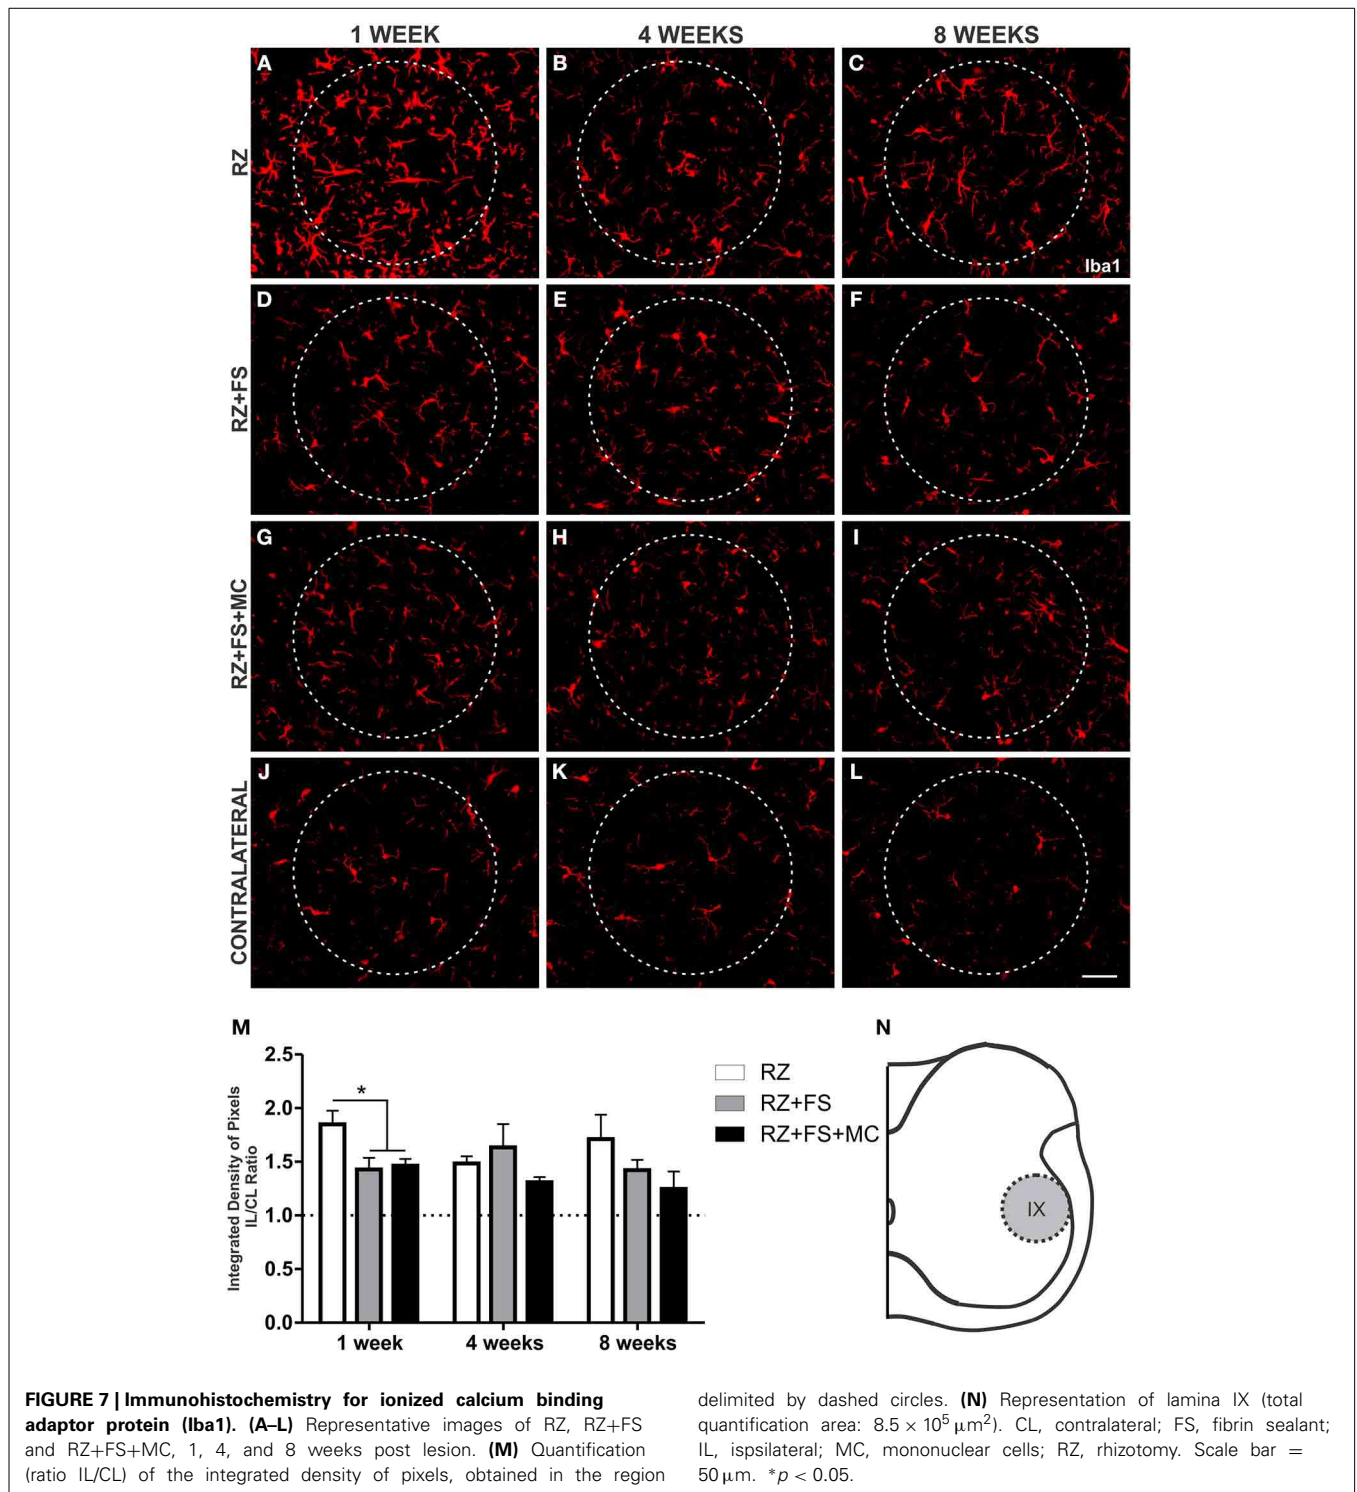 1 WEEK 4 WEEKS 8 WEEKS
A B C
RZ
Iba1
D E F
RZ+FS
G H I
RZ+FS+MC
J K L
CONTRALATERAL
M
Integrated Density of Pixels
IL/CL Ratio
2.5
2.0
1.5
1.0
0.5
0.0
*
1 week 4 weeks 8 weeks
RZ
RZ+FS
RZ+FS+MC
N
IX
FIGURE 7 | Immunohistochemistry for ionized calcium binding
adaptor protein (Iba1). (A–L) Representative images of RZ, RZ+FS
and RZ+FS+MC, 1, 4, and 8 weeks post lesion. (M) Quantification
(ratio IL/CL) of the integrated density of pixels, obtained in the region
delimited by dashed circles. (N) Representation of lamina IX (total
quantification area: 8.5 × 10⁵ μm²). CL, contralateral; FS, fibrin sealant;
IL, ispsilateral; MC, mononuclear cells; RZ, rhizotomy. Scale bar =
50 μm. *p < 0.05.